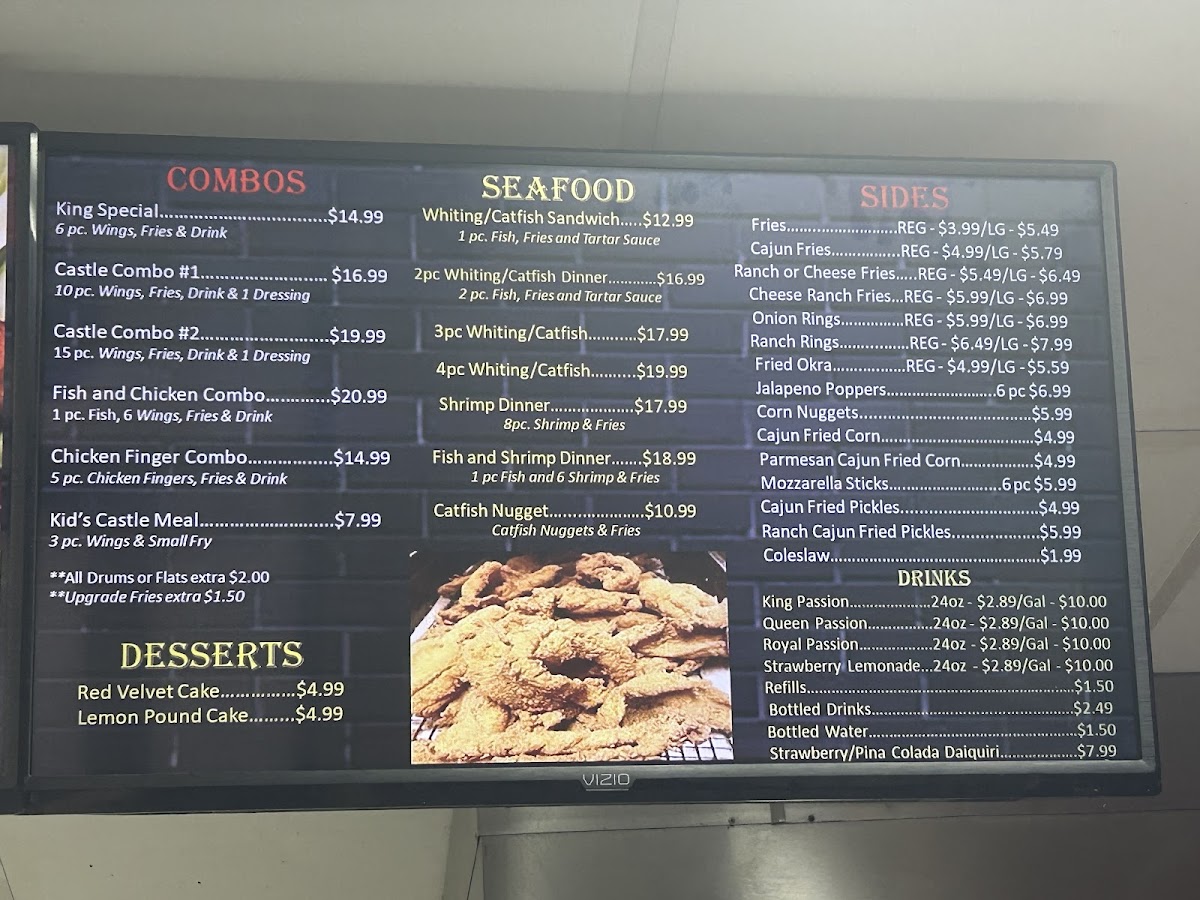 COMBOS
King Special................................$14.99
6 pc. Wings, Fries & Drink
Castle Combo #1........................ $16.99
10 pc. Wings, Fries, Drink & 1 Dressing
Castle Combo #2........................$19.99
15 pc. Wings, Fries, Drink & 1 Dressing
Fish and Chicken Combo............$20.99
1 pc. Fish, 6 Wings, Fries & Drink
Chicken Finger Combo................$14.99
5 pc. Chicken Fingers, Fries & Drink
Kid's Castle Meal.........................$7.99
3 pc. Wings & Small Fry
**All Drums or Flats extra $2.00
**Upgrade Fries extra $1.50
DESSERTS
Red Velvet Cake...............$4.99
Lemon Pound Cake.........$4.99
SEAFOOD
Whiting/Catfish Sandwich.....$12.99
1 pc. Fish, Fries and Tartar Sauce
2pc Whiting/Catfish Dinner.........$16.99
2 pc. Fish, Fries and Tartar Sauce
3pc Whiting/Catfish..........$17.99
4pc Whiting/Catfish.........$19.99
Shrimp Dinner.................$17.99
8pc. Shrimp & Fries
Fish and Shrimp Dinner.......$18.99
1 pc Fish and 6 Shrimp & Fries
Catfish Nugget....................$10.99
Catfish Nuggets & Fries
SIDES
Fries.........................REG - $3.99/LG - $5.49
Cajun Fries...............REG - $4.99/LG - $5.79
Ranch or Cheese Fries.....REG - $5.49/LG - $6.49
Cheese Ranch Fries...REG - $5.99/LG - $6.99
Onion Rings..............REG - $5.99/LG - $6.99
Ranch Rings................REG - $6.49/LG - $7.99
Fried Okra.................REG - $4.99/LG - $5.59
Jalapeno Poppers.........................6 pc $6.99
Corn Nuggets........................................$5.99
Cajun Fried Corn...................................$4.99
Parmesan Cajun Fried Corn.................$4.99
Mozzarella Sticks..........................6 pc $5.99
Cajun Fried Pickles................................$4.99
Ranch Cajun Fried Pickles....................$5.99
Coleslaw................................................$1.99
DRINKS
King Passion....................24oz - $2.89/Gal - $10.00
Queen Passion................24oz - $2.89/Gal - $10.00
Royal Passion..................24oz - $2.89/Gal - $10.00
Strawberry Lemonade...24oz - $2.89/Gal - $10.00
Refills...................................................................$1.50
Bottled Drinks..................................................$2.49
Bottled Water...................................................$1.50
Strawberry/Pina Colada Daiquiri...................$7.99
VIZIO